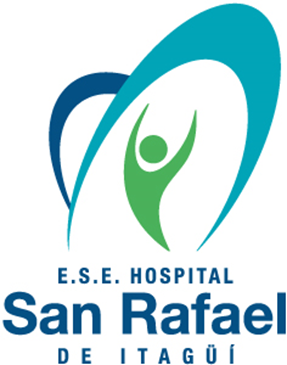 E.S.E. HOSPITAL
San Rafael
DE ITAGÜÍ